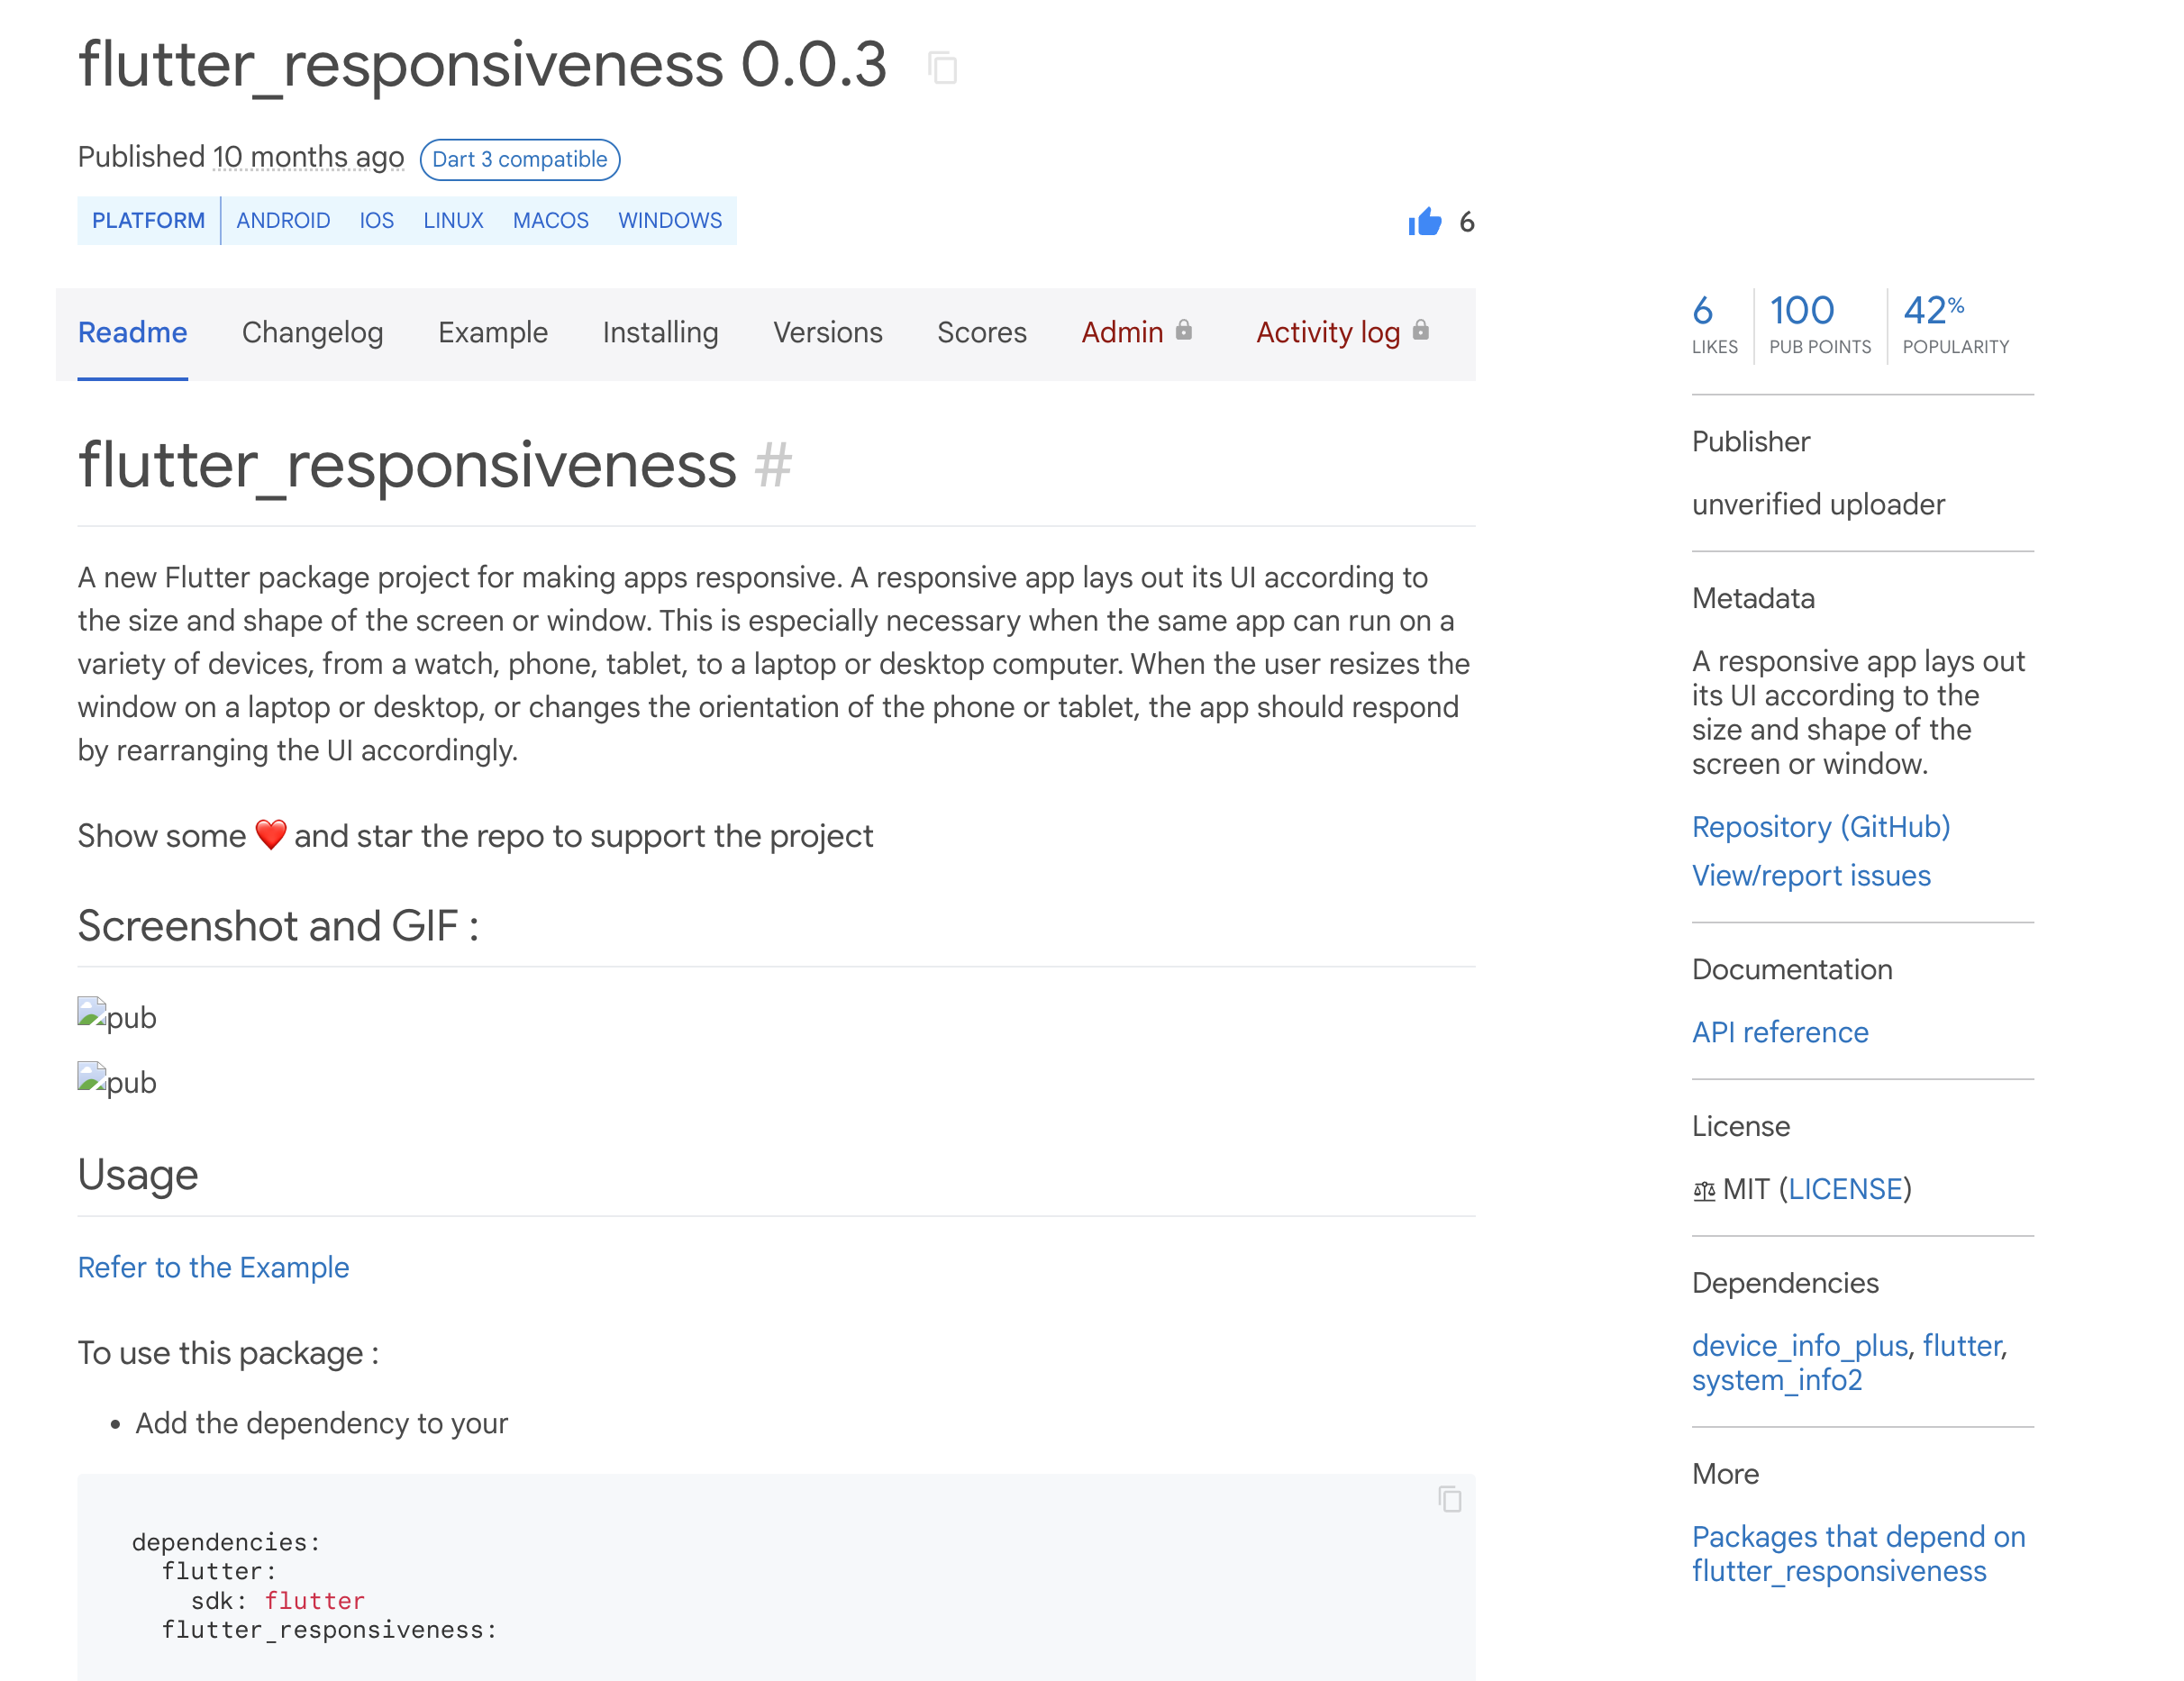 flutter_responsiveness 0.0.3
Published 10 months ago Dart 3 compatible
PLATFORM ANDROID IOS LINUX MACOS WINDOWS
6
Readme Changelog Example Installing Versions Scores Admin Activity log
flutter_responsiveness #
A new Flutter package project for making apps responsive. A responsive app lays out its UI according to
the size and shape of the screen or window. This is especially necessary when the same app can run on a
variety of devices, from a watch, phone, tablet, to a laptop or desktop computer. When the user resizes the
window on a laptop or desktop, or changes the orientation of the phone or tablet, the app should respond
by rearranging the UI accordingly.
Show some ❤️ and star the repo to support the project
Screenshot and GIF :
pub
pub
Usage
Refer to the Example
To use this package :
• Add the dependency to your
dependencies:
  flutter:
    sdk: flutter
  flutter_responsiveness:
6 100 42%
LIKES PUB POINTS POPULARITY
Publisher
unverified uploader
Metadata
A responsive app lays out
its UI according to the
size and shape of the
screen or window.
Repository (GitHub)
View/report issues
Documentation
API reference
License
MIT (LICENSE)
Dependencies
device_info_plus, flutter,
system_info2
More
Packages that depend on
flutter_responsiveness